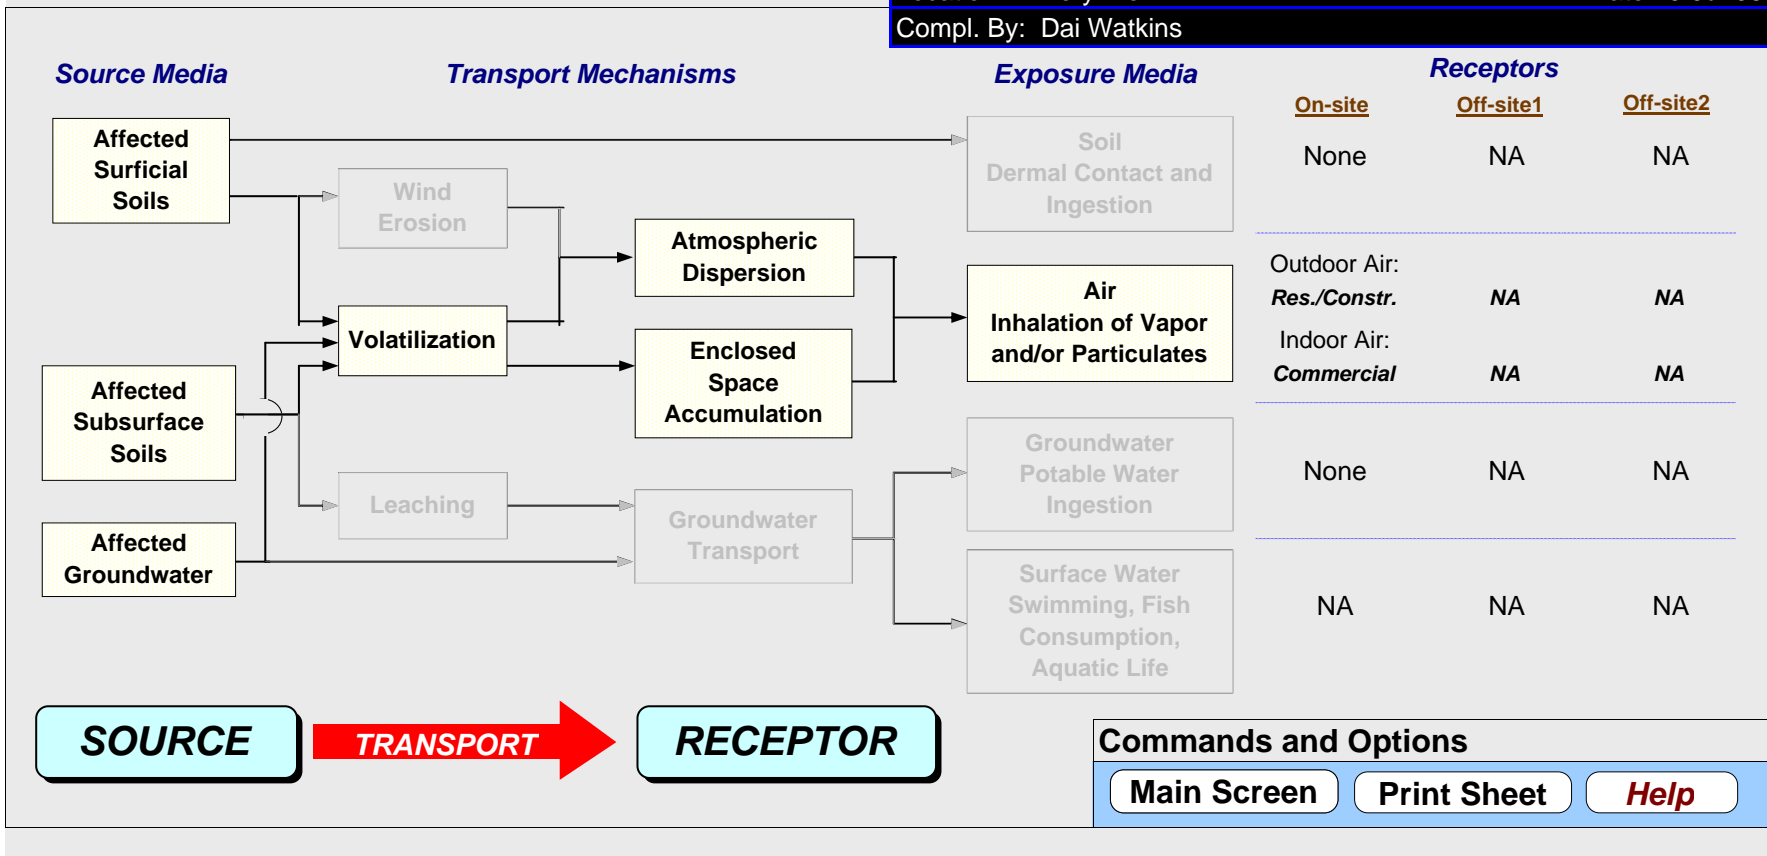 Compl. By: Dai Watkins
Source Media
Transport Mechanisms
Exposure Media
Receptors
On-site
Off-site1
Off-site2
Affected
Surficial
Soils
Wind
Erosion
Soil
Dermal Contact and
Ingestion
None
NA
NA
Atmospheric
Dispersion
Volatilization
Enclosed
Space
Accumulation
Air
Inhalation of Vapor
and/or Particulates
Outdoor Air:
Res./Constr.
NA
NA
Indoor Air:
Commercial
NA
NA
Affected
Subsurface
Soils
Leaching
Groundwater
Transport
Groundwater
Potable Water
Ingestion
None
NA
NA
Affected
Groundwater
Surface Water
Swimming, Fish
Consumption,
Aquatic Life
NA
NA
NA
SOURCE
TRANSPORT
RECEPTOR
Commands and Options
Main Screen
Print Sheet
Help